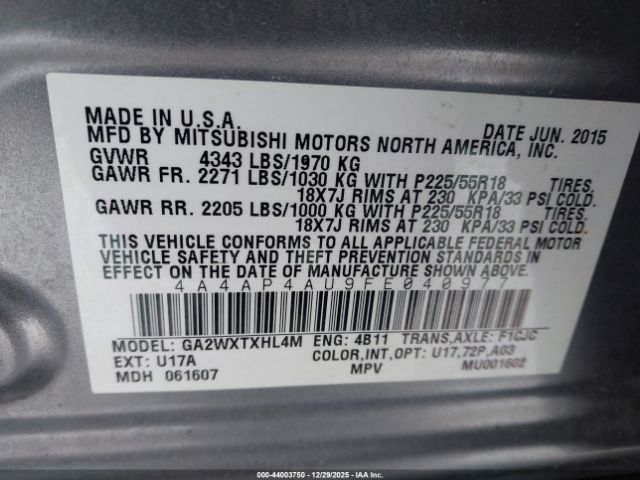 MADE IN U.S.A. DATE JUN. 2015
MFD BY MITSUBISHI MOTORS NORTH AMERICA, INC.
GVWR 4343 LBS/1970 KG
GAWR FR. 2271 LBS/1030 KG WITH P225/55R18 TIRES.
18X7J RIMS AT 230 KPA/33 PSI COLD.
GAWR RR. 2205 LBS/1000 KG WITH P225/55R18 TIRES.
18X7J RIMS AT 230 KPA/33 PSI COLD.
THIS VEHICLE CONFORMS TO ALL APPLICABLE FEDERAL MOTOR
VEHICLE SAFETY AND THEFT PREVENTION STANDARDS IN
EFFECT ON THE DATE OF MANUFACTURE SHOWN ABOVE.
4A4AP4AU9FE040977
MODEL: GA2WXTXHL4M ENG: 4B11 TRANS,AXLE: F1CJC
EXT: U17A COLOR,INT,OPT: U17,72P,A03
MDH 061607 MPV MU001602
000-44003750 | 12/29/2025 | IAA Inc.